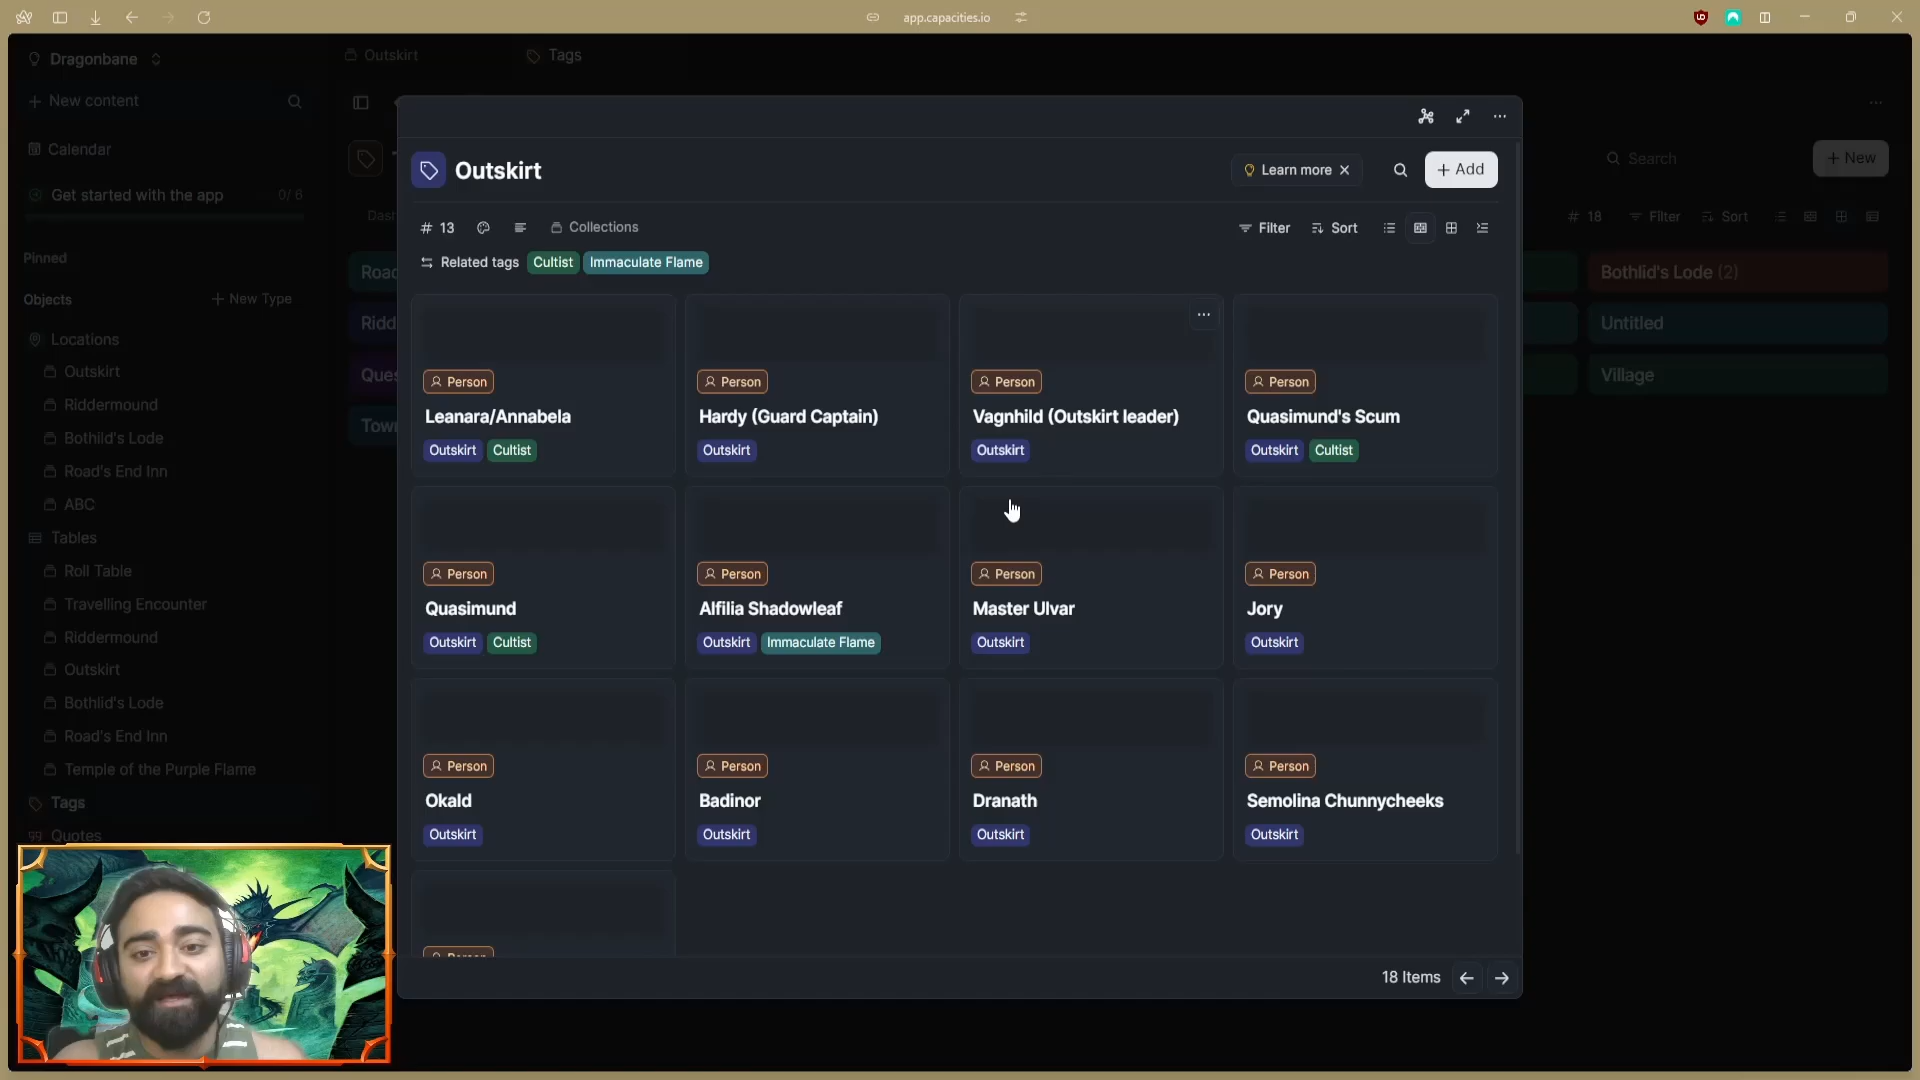 app.capacities.io
Dragonbane
Outskirt
Tags
New content
Calendar
Get started with the app
0/ 6
Pinned
Objects
New Type
Locations
Outskirt
Riddermound
Bothild's Lode
Road's End Inn
ABC
Tables
Roll Table
Travelling Encounter
Riddermound
Outskirt
Bothlid's Lode
Road's End Inn
Temple of the Purple Flame
Tags
Quotes
Search
+ New
# 18
Filter
Sort
Bothlid's Lode (2)
Untitled
Village
Outskirt
Learn more
+ Add
# 13
Collections
Filter
Sort
Related tags Cultist Immaculate Flame
Person
Leanara/Annabela
Outskirt Cultist
Person
Hardy (Guard Captain)
Outskirt
Person
Vagnhild (Outskirt leader)
Outskirt
Person
Quasimund's Scum
Outskirt Cultist
Person
Quasimund
Outskirt Cultist
Person
Alfilia Shadowleaf
Outskirt Immaculate Flame
Person
Master Ulvar
Outskirt
Person
Jory
Outskirt
Person
Okald
Outskirt
Person
Badinor
Outskirt
Person
Dranath
Outskirt
Person
Semolina Chunnycheeks
Outskirt
Person
18 Items